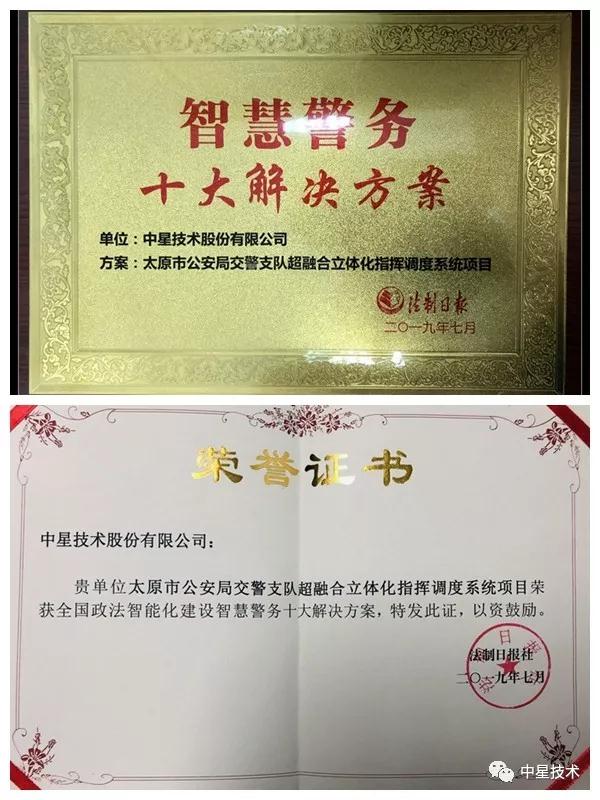 智慧警务
十大解决方案
单位：中星技术股份有限公司
方案：太原市公安局交警支队超融合立体化指挥调度系统项目
法制日报
二〇一九年七月
荣誉证书
中星技术股份有限公司：
贵单位太原市公安局交警支队超融合立体化指挥调度系统项目荣
获全国政法智能化建设智慧警务十大解决方案，特发此证，以资鼓励。
法制日报社
二〇一九年七月
中星技术